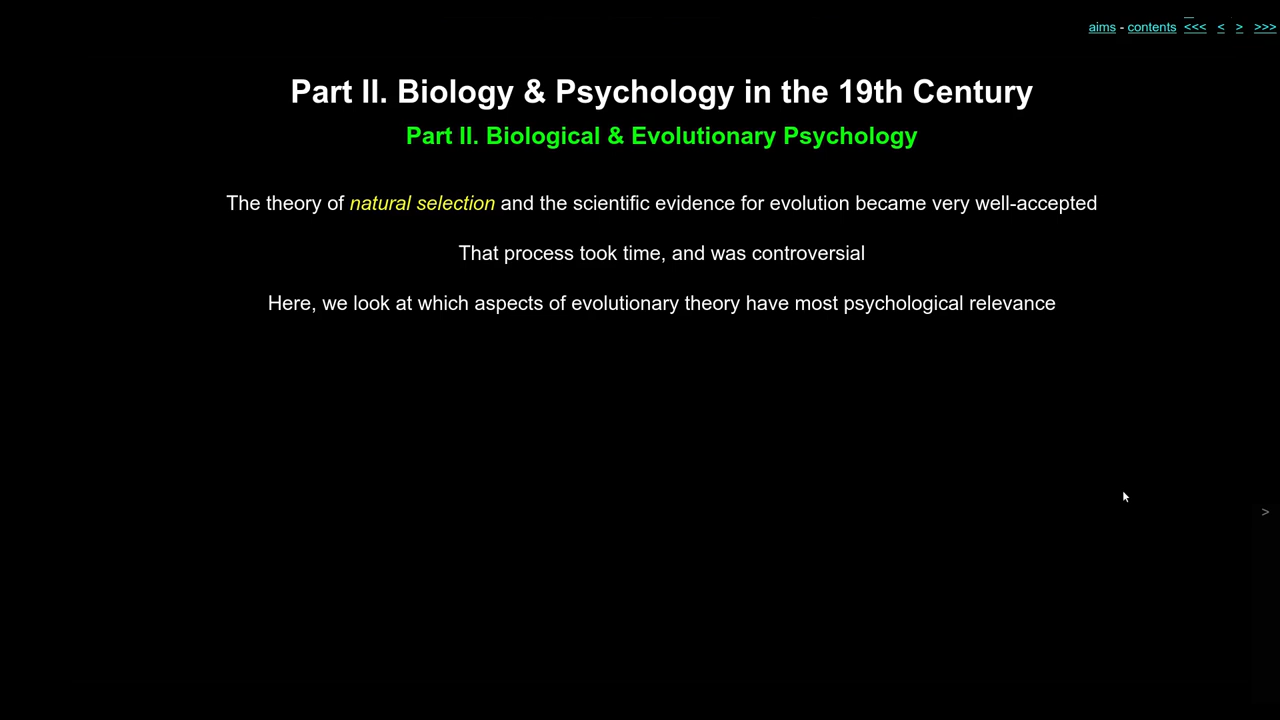 aims - contents <<< < > >>>
Part II. Biology & Psychology in the 19th Century
Part II. Biological & Evolutionary Psychology
The theory of natural selection and the scientific evidence for evolution became very well-accepted
That process took time, and was controversial
Here, we look at which aspects of evolutionary theory have most psychological relevance
>